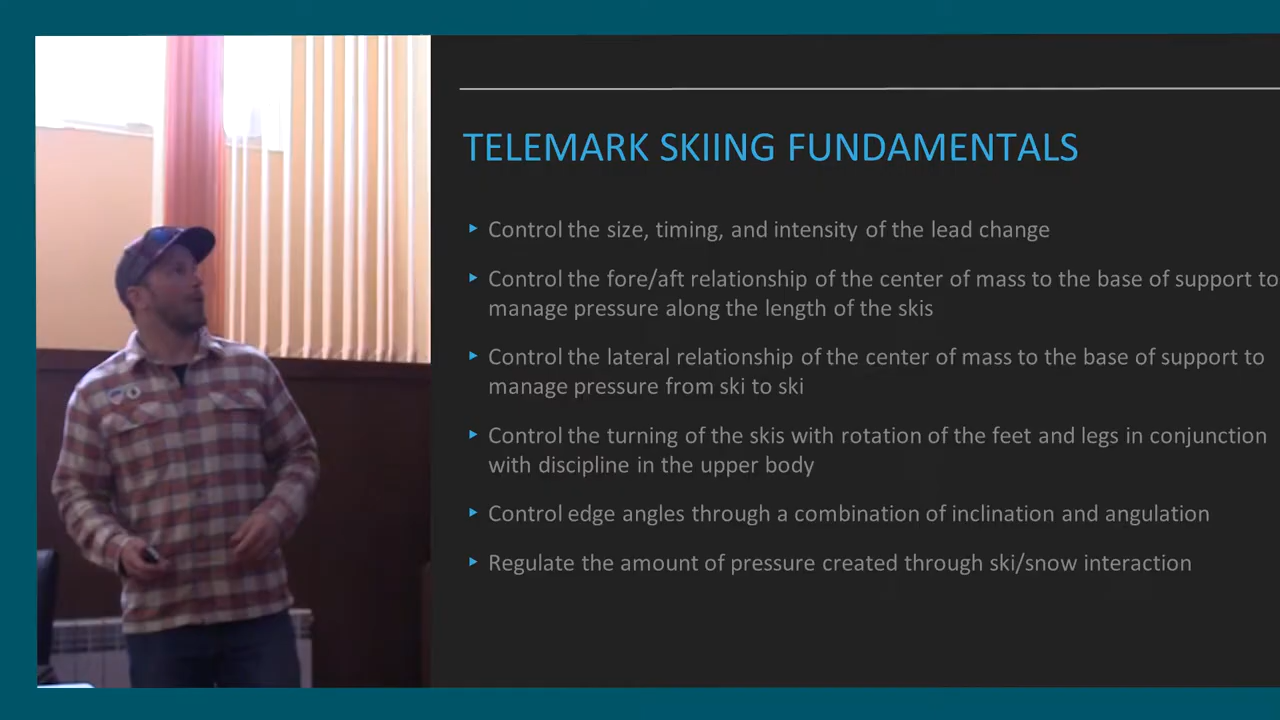 TELEMARK SKIING FUNDAMENTALS
Control the size, timing, and intensity of the lead change
Control the fore/aft relationship of the center of mass to the base of support to
manage pressure along the length of the skis
Control the lateral relationship of the center of mass to the base of support to
manage pressure from ski to ski
Control the turning of the skis with rotation of the feet and legs in conjunction
with discipline in the upper body
Control edge angles through a combination of inclination and angulation
Regulate the amount of pressure created through ski/snow interaction